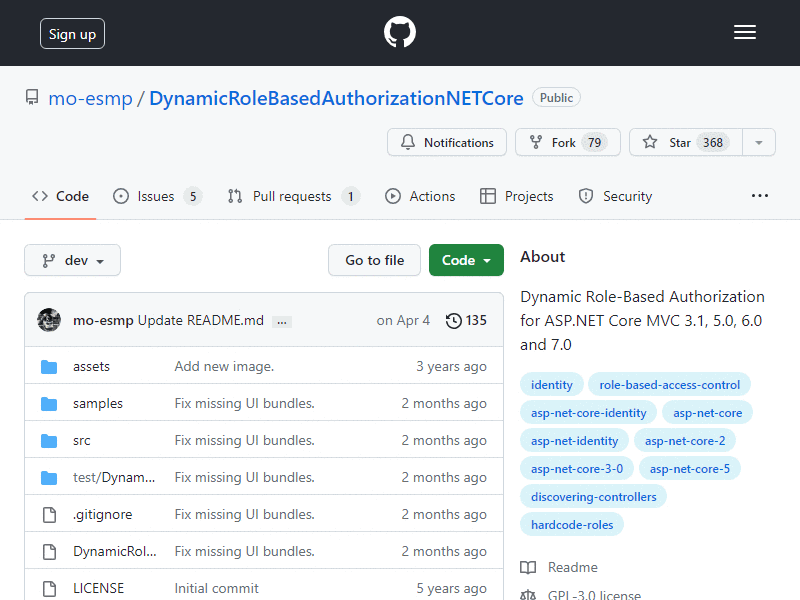 Sign up
mo-esmp / DynamicRoleBasedAuthorizationNETCore Public
Notifications Fork 79 Star 368
Code Issues 5 Pull requests 1 Actions Projects Security ...
dev Go to file Code
mo-esmp Update README.md ... on Apr 4 135
assets Add new image. 3 years ago
samples Fix missing UI bundles. 2 months ago
src Fix missing UI bundles. 2 months ago
test/Dynam... Fix missing UI bundles. 2 months ago
.gitignore Fix missing UI bundles. 2 months ago
DynamicRol... Fix missing UI bundles. 2 months ago
LICENSE Initial commit 5 years ago
About
Dynamic Role-Based Authorization
for ASP.NET Core MVC 3.1, 5.0, 6.0
and 7.0
identity role-based-access-control
asp-net-core-identity asp-net-core
asp-net-identity asp-net-core-2
asp-net-core-3-0 asp-net-core-5
discovering-controllers
hardcode-roles
Readme
GPL-3.0 license